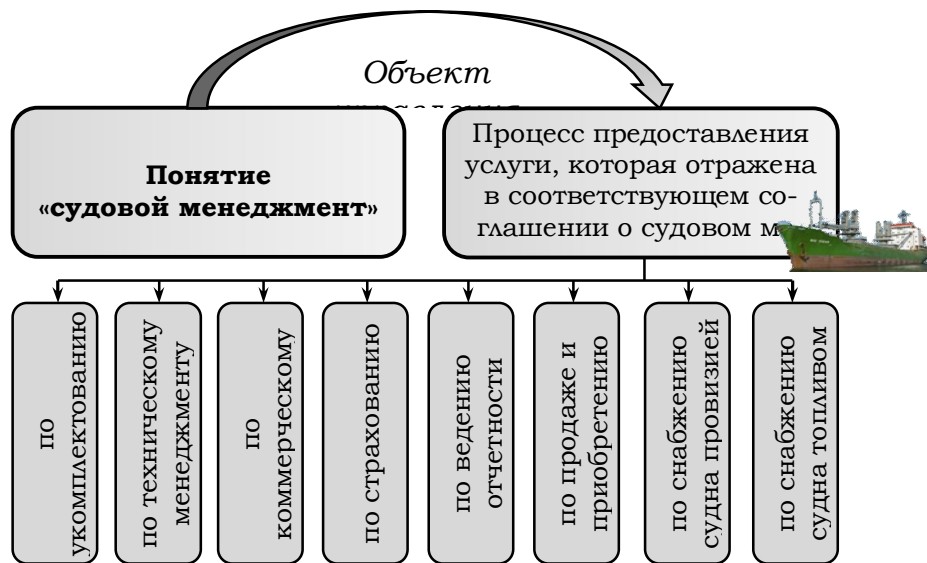 Объект
Понятие
«судовой менеджмент»
Процесс предоставления
услуги, которая отражена
в соответствующем со-
глашении о судовом
по
укомплектованию
по техническому
менеджменту
по
коммерческому
по страхованию
по ведению
отчетности
по продаже и
приобретению
по снабжению
судна провизией
по снабжению
судна топливом